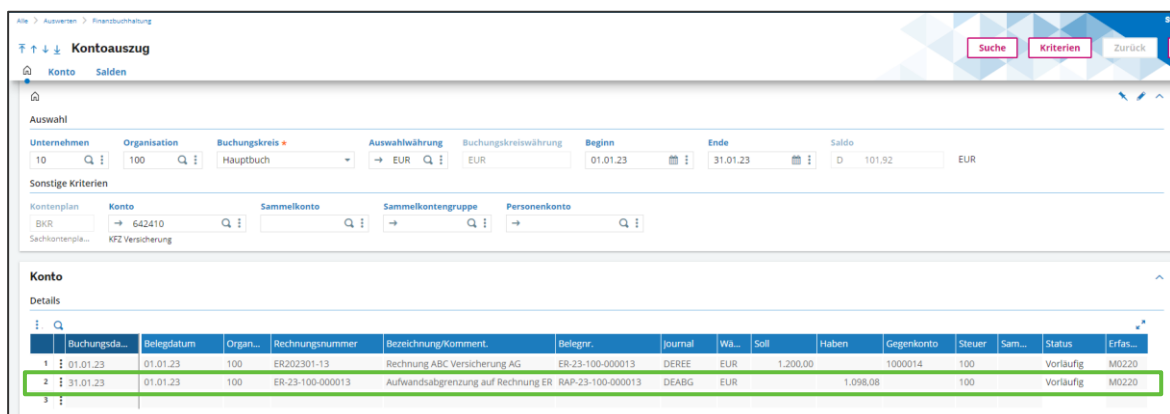 Alle > Auswerten > Finanzbuchhaltung
Kontoauszug
Suche Kriterien Zurück
Konto Salden
Auswahl
Unternehmen Organisation Buchungskreis * Auswahlwährung Buchungskreiswährung Beginn Ende Saldo
10 100 Hauptbuch → EUR EUR 01.01.23 31.01.23 D 101,92 EUR
Sonstige Kriterien
Kontenplan Konto Sammelkonto Sammelkontengruppe Personenkonto
BKR → 642410 → →
Sachkontenpla... KFZ Versicherung
Konto
Details
Buchungsda... Belegdatum Organ... Rechnungsnummer Bezeichnung/Komment. Belegnr. Journal Wä... Soll Haben Gegenkonto Steuer Sam... Status Erfas...
1 01.01.23 01.01.23 100 ER202301-13 Rechnung ABC Versicherung AG ER-23-100-000013 DEREE EUR 1.200,00 1000014 100 Vorläufig M0220
2 31.01.23 01.01.23 100 ER-23-100-000013 Aufwandsabgrenzung auf Rechnung ER RAP-23-100-000013 DEABG EUR 1.098,08 100 Vorläufig M0220
3